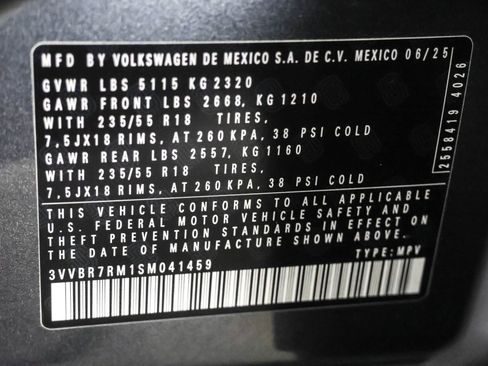 MFD BY VOLKSWAGEN DE MEXICO S.A. DE C.V. MEXICO 06/25
GVWR LBS 5115 KG 2320
GAWR FRONT LBS 2668, KG 1210
WITH 235/55 R18 TIRES,
7,5JX18 RIMS, AT 260 KPA, 38 PSI COLD
GAWR REAR LBS 2557, KG 1160
WITH 235/55 R18 TIRES,
7,5JX18 RIMS, AT 260 KPA, 38 PSI COLD
THIS VEHICLE CONFORMS TO ALL APPLICABLE
U.S. FEDERAL MOTOR VEHICLE SAFETY AND
THEFT PREVENTION STANDARDS IN EFFECT ON
THE DATE OF MANUFACTURE SHOWN ABOVE.
3VVBR7RM1SM041459 TYPE: MPV
2558419 4026